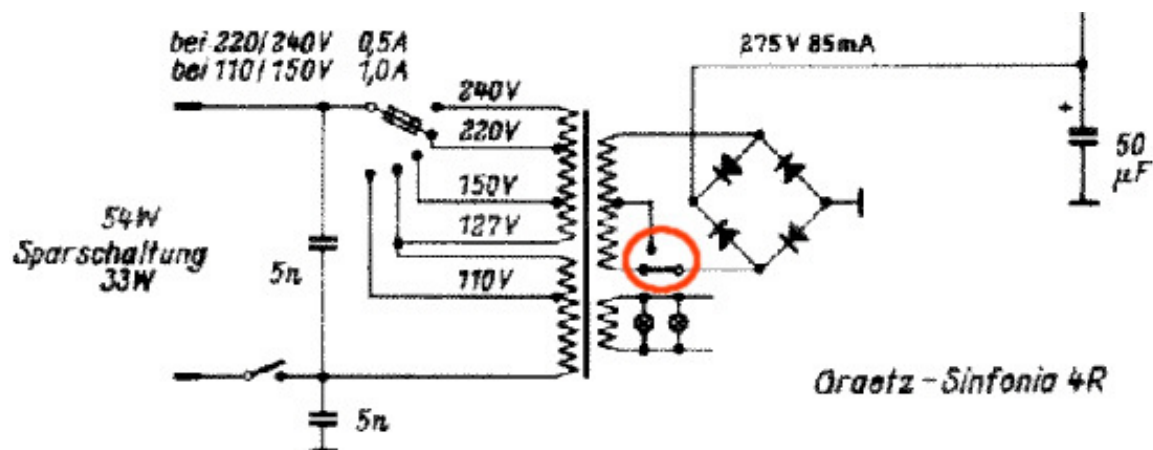 bei 220/240V 0,5A
bei 110/150V 1,0A
275V 85mA
240V
220V
+
50
µF
150V
54W
Sparschaltung
33W
127V
5n
110V
Graetz-Sinfonia 4R
5n